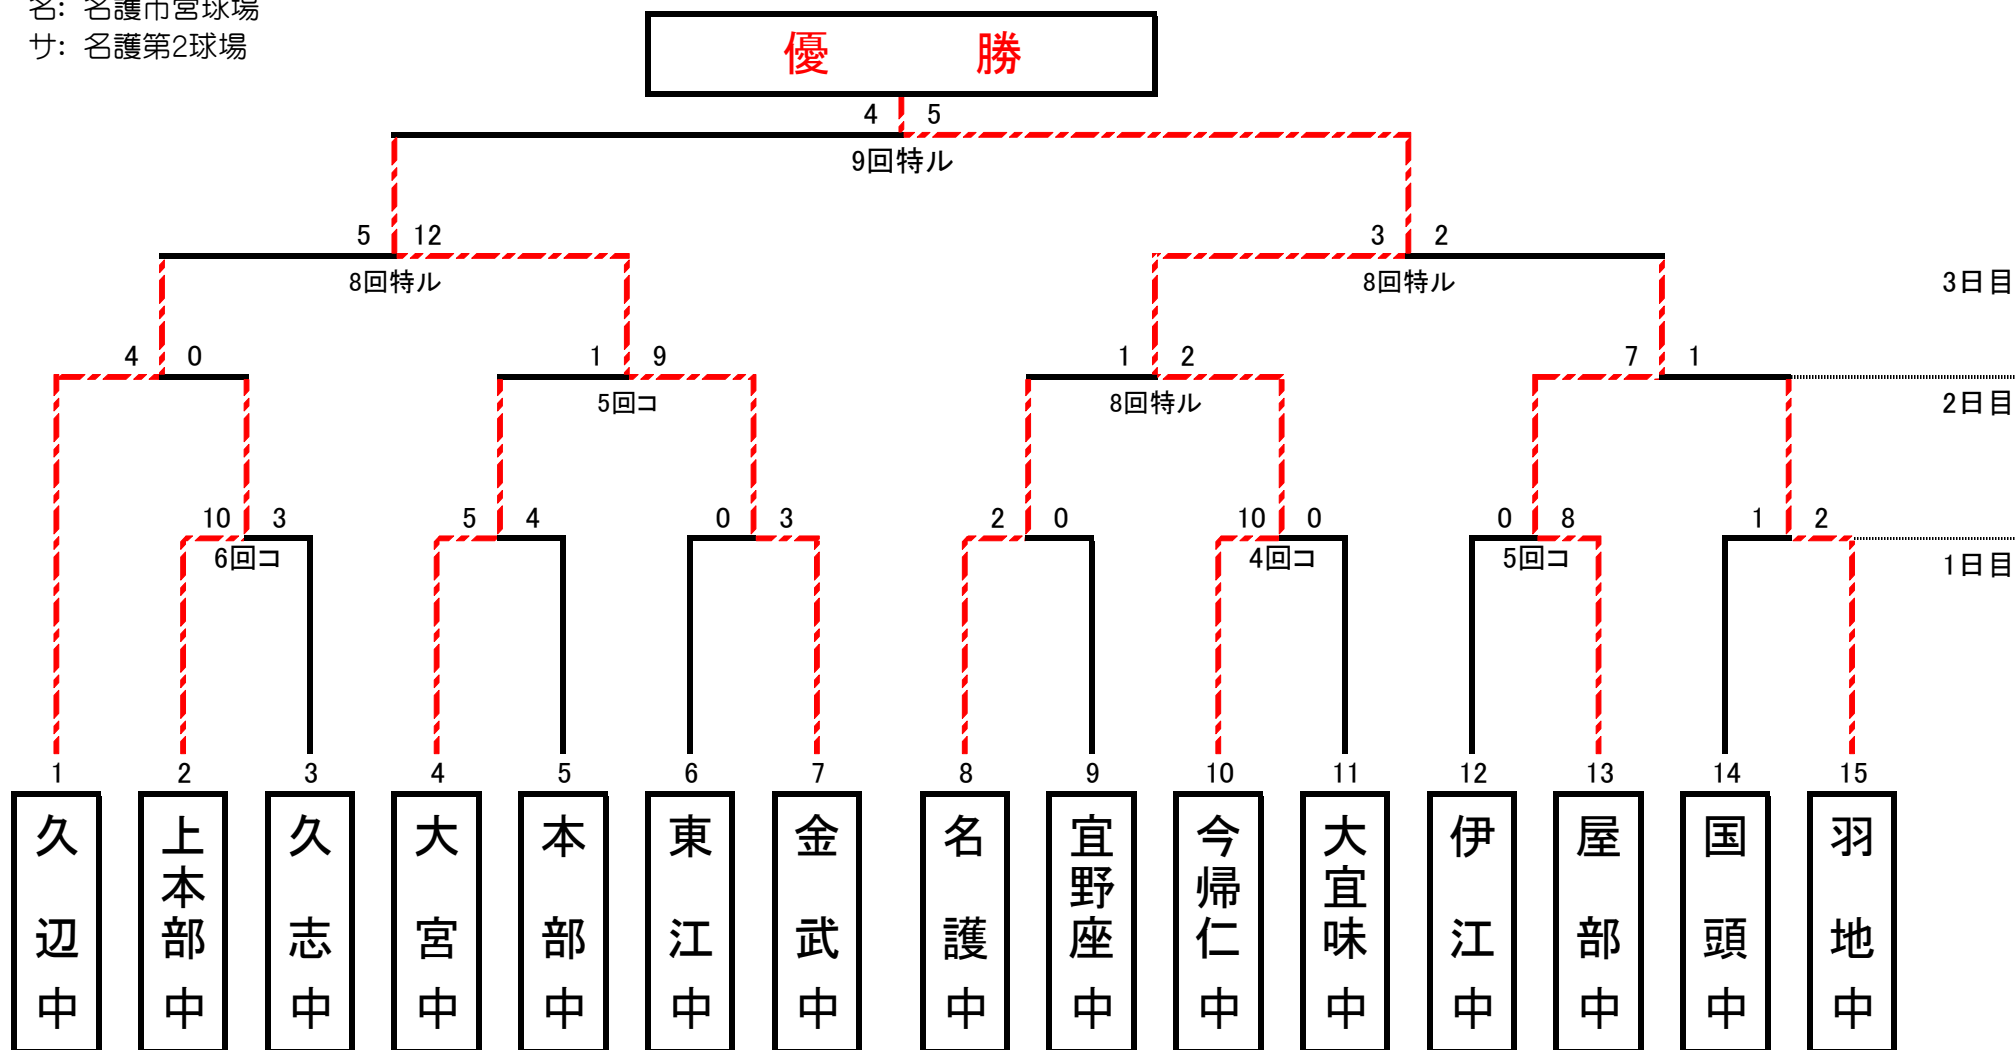 名: 名護市営球場
サ: 名護第2球場
優 勝
4 5
9回特ル
5 12 3 2
8回特ル 8回特ル 3日目
4 0 1 9 1 2 7 1
5回コ 8回特ル 2日目
10 3 5 4 0 3 2 0 10 0 0 8 1 2
6回コ 4回コ 5回コ 1日目
1 2 3 4 5 6 7 8 9 10 11 12 13 14 15
久辺中
上本部中
久志中
大宮中
本部中
東江中
金武中
名護中
宜野座中
今帰仁中
大宜味中
伊江中
屋部中
国頭中
羽地中